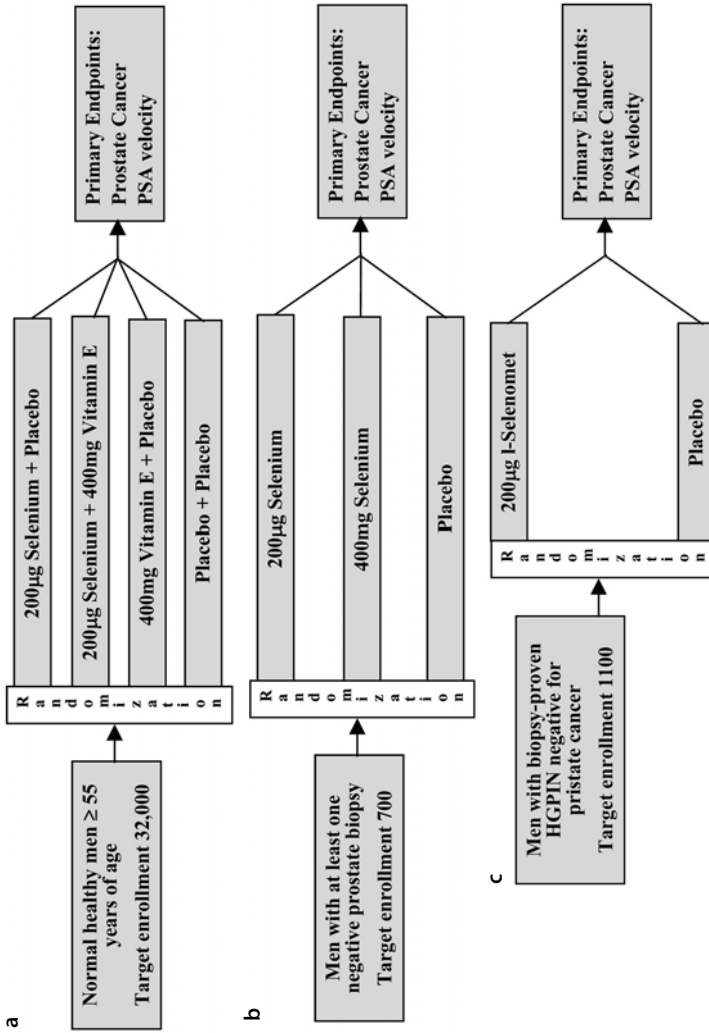 a
Normal healthy men ≥ 55
years of age
Target enrollment 32,000
Randomization
200µg Selenium + Placebo
200µg Selenium + 400mg Vitamin E
400mg Vitamin E + Placebo
Placebo + Placebo
Primary Endpoints:
Prostate Cancer
PSA velocity
b
Men with at least one
negative prostate biopsy
Target enrollment 700
Randomization
200µg Selenium
400mg Selenium
Placebo
Primary Endpoints:
Prostate Cancer
PSA velocity
c
Men with biopsy-proven
HGPIN negative for
pristate cancer
Target enrollment 1100
Randomization
200µg l-Selenomet
Placebo
Primary Endpoints:
Prostate Cancer
PSA velocity